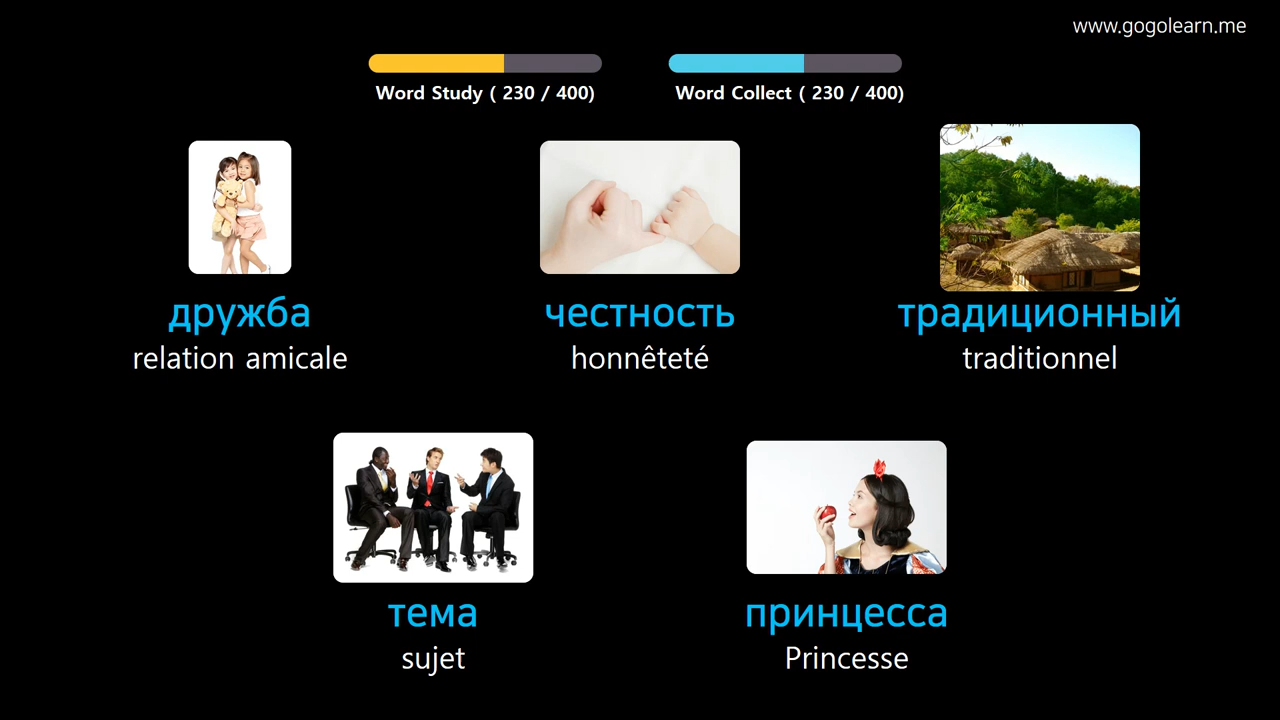 www.gogolearn.me
Word Study ( 230 / 400)
Word Collect ( 230 / 400)
дружба
relation amicale
честность
honnêteté
традиционный
traditionnel
тема
sujet
принцесса
Princesse